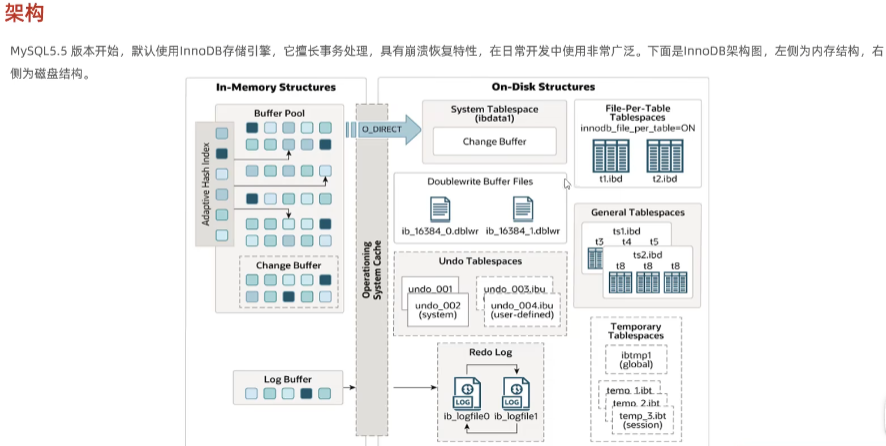 架构
MySQL5.5 版本开始，默认使用InnoDB存储引擎，它擅长事务处理，具有崩溃恢复特性，在日常开发中使用非常广泛。下面是InnoDB架构图，左侧为内存结构，右
侧为磁盘结构。
In-Memory Structures
Buffer Pool
Adaptive Hash Index
Change Buffer
Log Buffer
Operationing
System Cache
O_DIRECT
On-Disk Structures
System Tablespace
(ibdata1)
Change Buffer
File-Per-Table
Tablespaces
innodb_file_per_table=ON
t1.ibd t2.ibd
Doublewrite Buffer Files
ib_16384_0.dblwr ib_16384_1.dblwr
General Tablespaces
ts1.ibd
t3 t4 t5
ts2.ibd
t8 t8 t8
Undo Tablespaces
undo_001 undo_003.ibu
undo_002 undo_004.ibu
(system) (user-defined)
Temporary
Tablespaces
ibtmp1
(global)
temp_1.ibt
temp_2.ibt
temp_3.ibt
(session)
Redo Log
LOG LOG
ib_logfile0 ib_logfile1